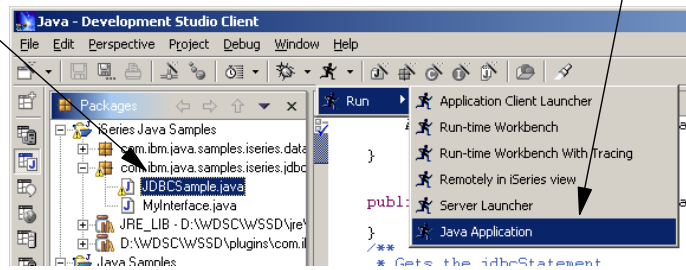 Java - Development Studio Client
File Edit Perspective Project Debug Window Help
Packages
iSeries Java Samples
com.ibm.java.samples.iseries.data
com.ibm.java.samples.iseries.jdbc
JDBCSample.java
MyInterface.java
JRE_LIB - D:\WDSC\WSSD\jre\
D:\WDSC\WSSD\plugins\com.i
Java Samples
Run
Application Client Launcher
Run-time Workbench
Run-time Workbench With Tracing
Remotely in iSeries view
Server Launcher
Java Application
}
publ
}
/**
* Gets the jdbcStatement